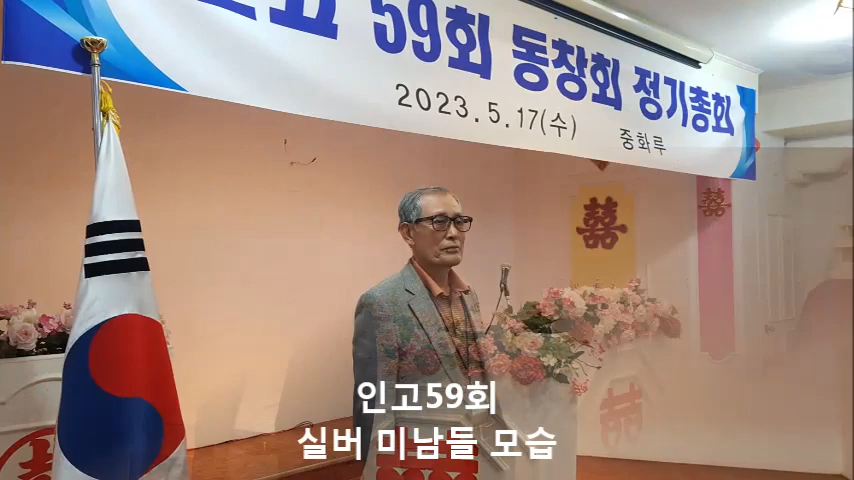 59회 동창회 정기총회
2023.5.17(수) 중화루
囍
囍
囍
인고59회
실버 미남들 모습